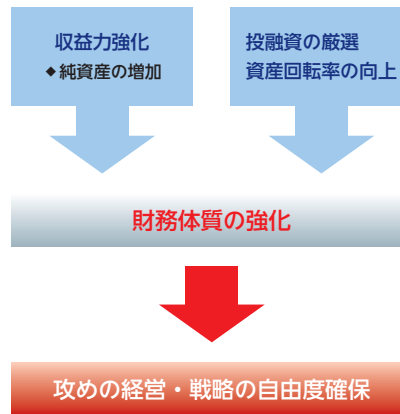 収益力強化
◆純資産の増加
投融資の厳選
資産回転率の向上
財務体質の強化
攻めの経営・戦略の自由度確保